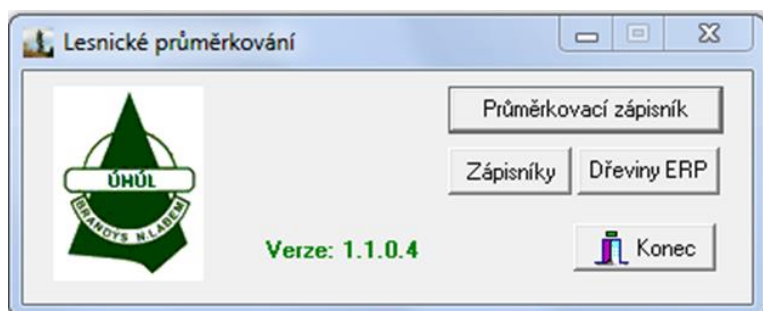 Lesnické průměrkování
Průměrkovací zápisník
Zápisníky
Dřeviny ERP
ÚHÚL
BRANDÝS N.LABEM
Verze: 1.1.0.4
Konec